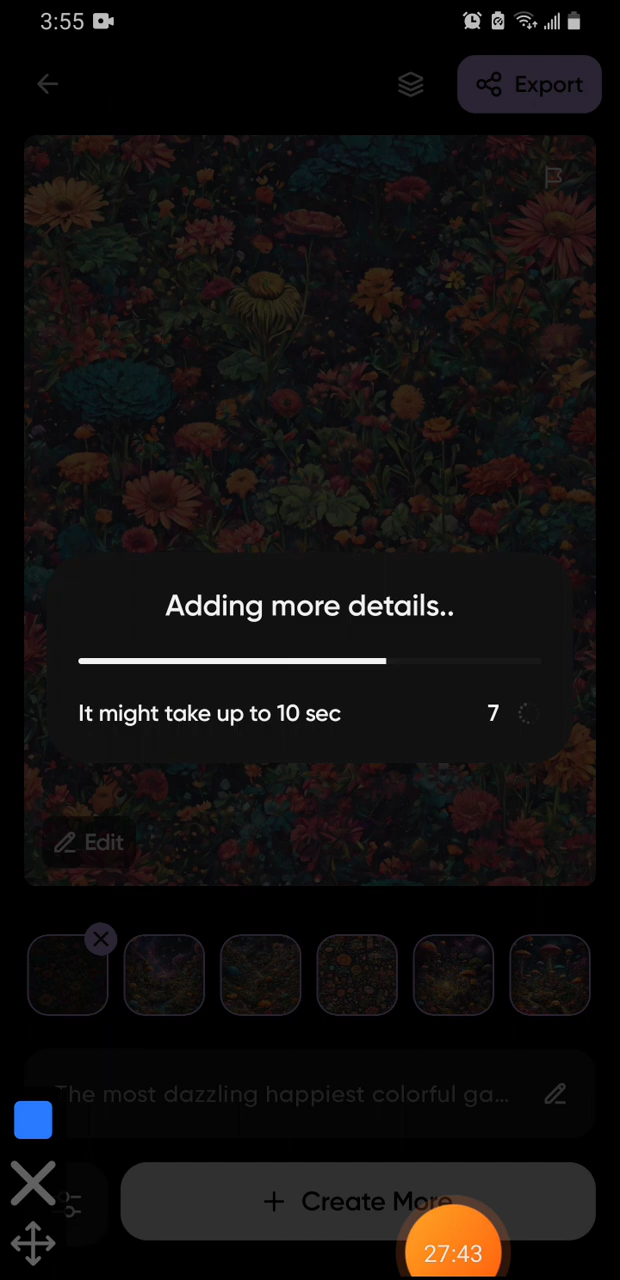 3:55
Export
Adding more details..
It might take up to 10 sec
7
Edit
The most dazzling happiest colorful ga...
Create More
27:43